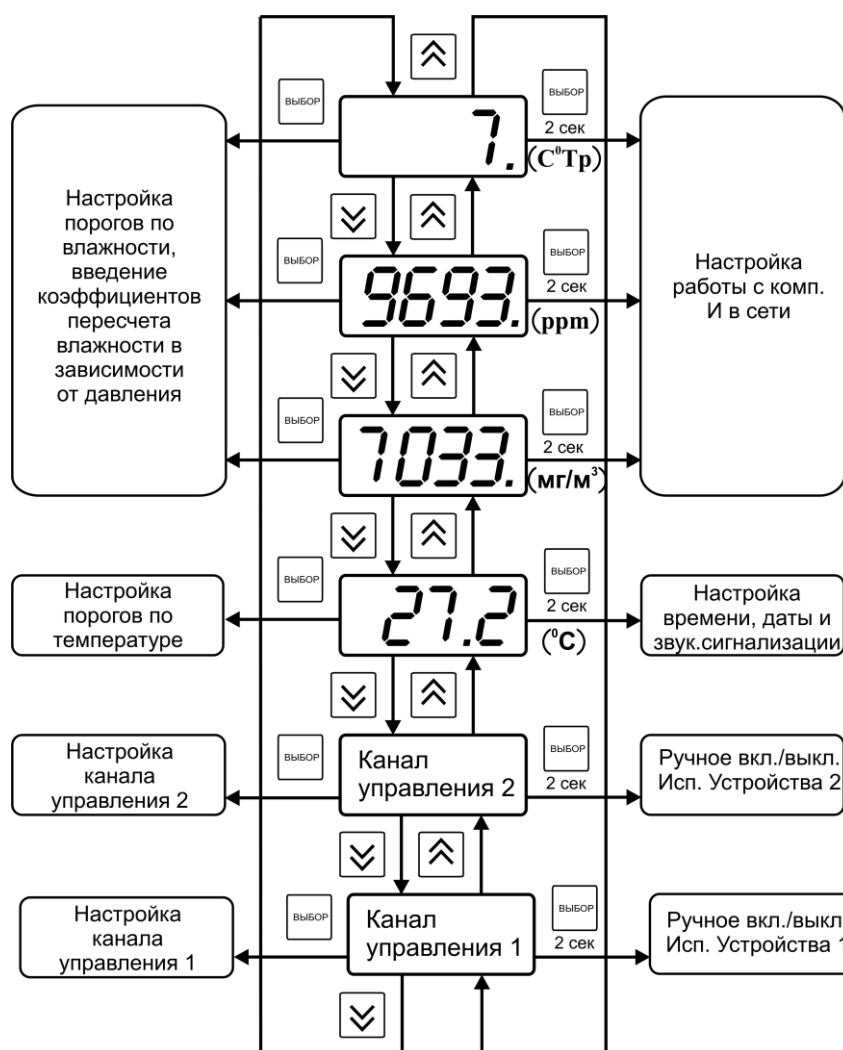 ВЫБОР
ВЫБОР
2 сек
7.
(С⁰Тр)
Настройка
порогов по
влажности,
введение
коэффициентов
пересчета
влажности в
зависимости
от давления
Настройка
работы с комп.
И в сети
ВЫБОР
ВЫБОР
2 сек
9693.
(ppm)
ВЫБОР
ВЫБОР
2 сек
7033.
(мг/м³)
Настройка
порогов по
температуре
ВЫБОР
27.2
ВЫБОР
2 сек
(⁰С)
Настройка
времени, даты и
звук.сигнализации
Настройка
канала
управления 2
ВЫБОР
Канал
управления 2
ВЫБОР
2 сек
Ручное вкл./выкл.
Исп. Устройства 2
Настройка
канала
управления 1
ВЫБОР
Канал
управления 1
ВЫБОР
2 сек
Ручное вкл./выкл
Исп. Устройства 1